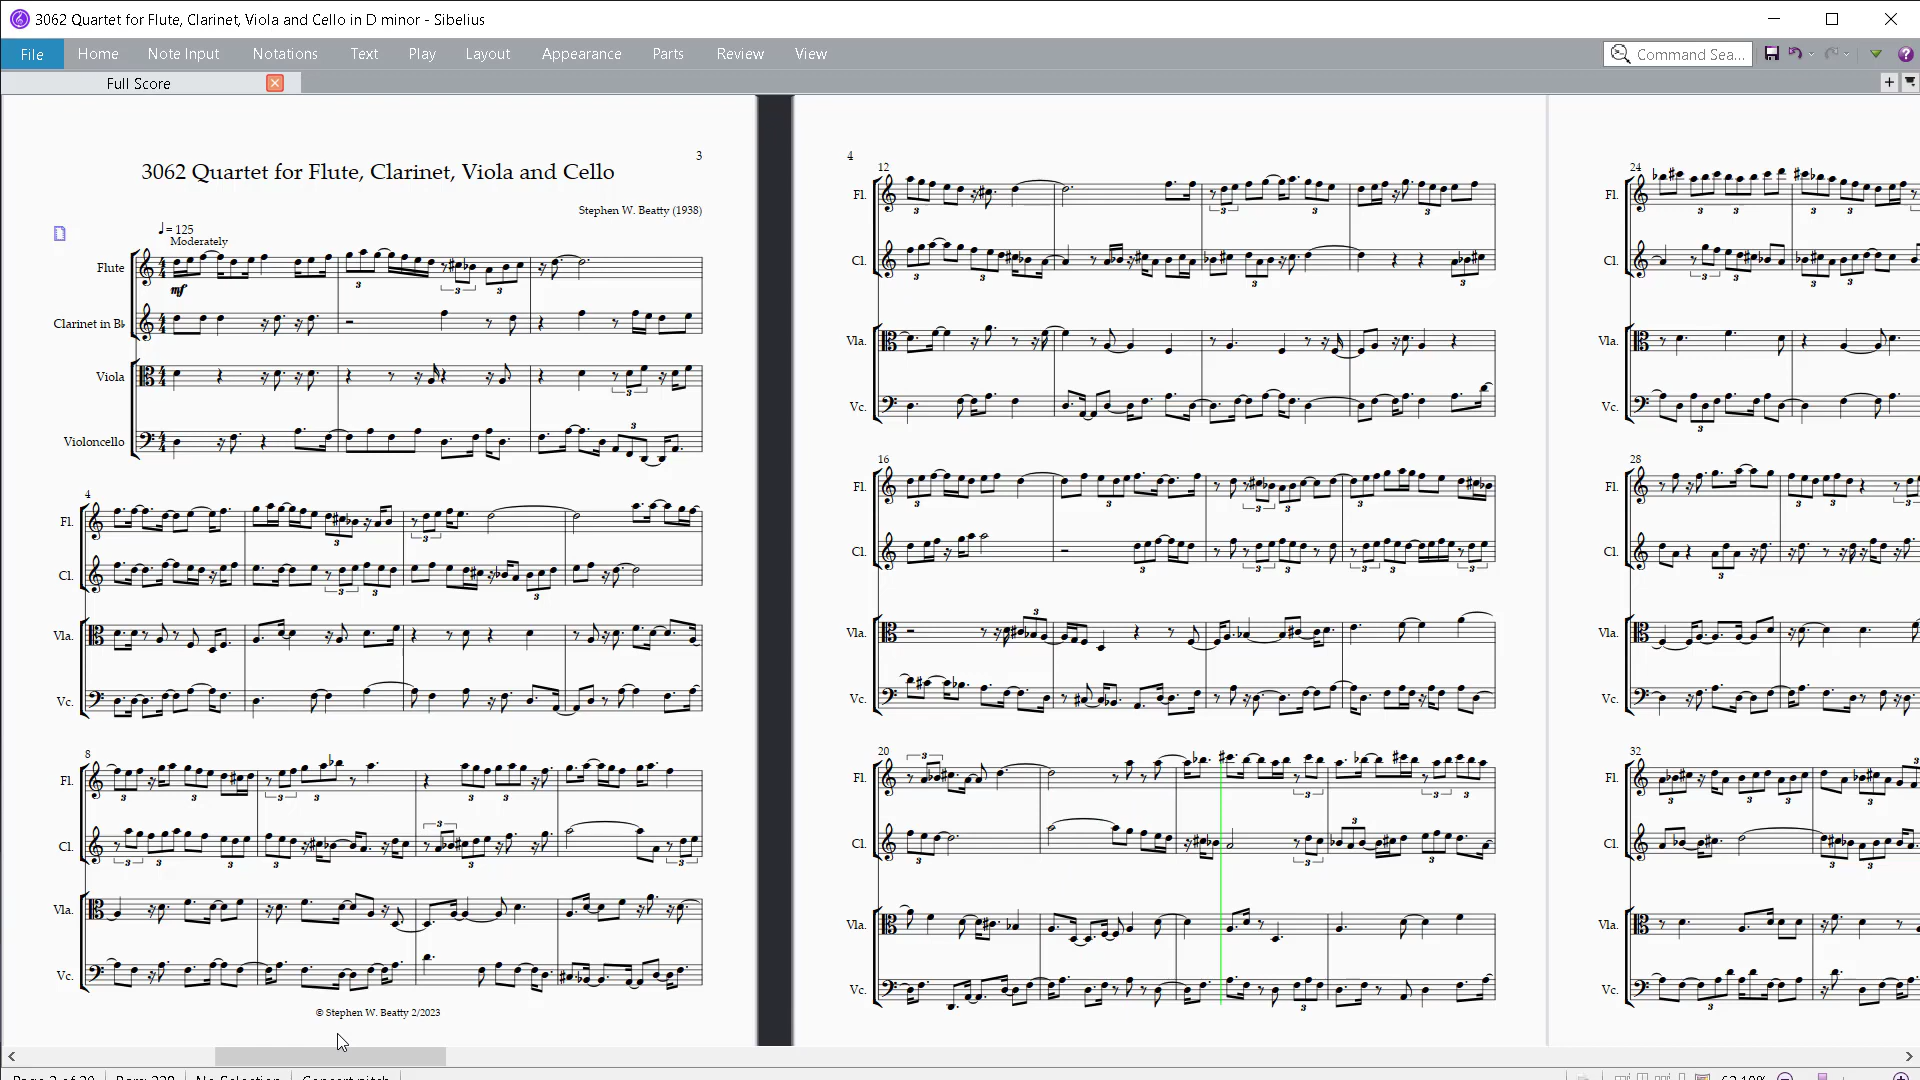 3062 Quartet for Flute, Clarinet, Viola and Cello in D minor - Sibelius
File Home Note Input Notations Text Play Layout Appearance Parts Review View Command Sea...
Full Score
3
3062 Quartet for Flute, Clarinet, Viola and Cello
Stephen W. Beatty (1938)
♩= 125
Moderately
Flute
mf
Clarinet in B♭
Viola
Violoncello
4
Fl.
Cl.
Vla.
Vc.
8
Fl.
Cl.
Vla.
Vc.
© Stephen W. Beatty 2/2023
4
12
Fl.
Cl.
Vla.
Vc.
16
Fl.
Cl.
Vla.
Vc.
20
Fl.
Cl.
Vla.
Vc.
24
Fl.
Cl.
Vla.
Vc.
28
Fl.
Cl.
Vla.
Vc.
32
Fl.
Cl.
Vla.
Vc.